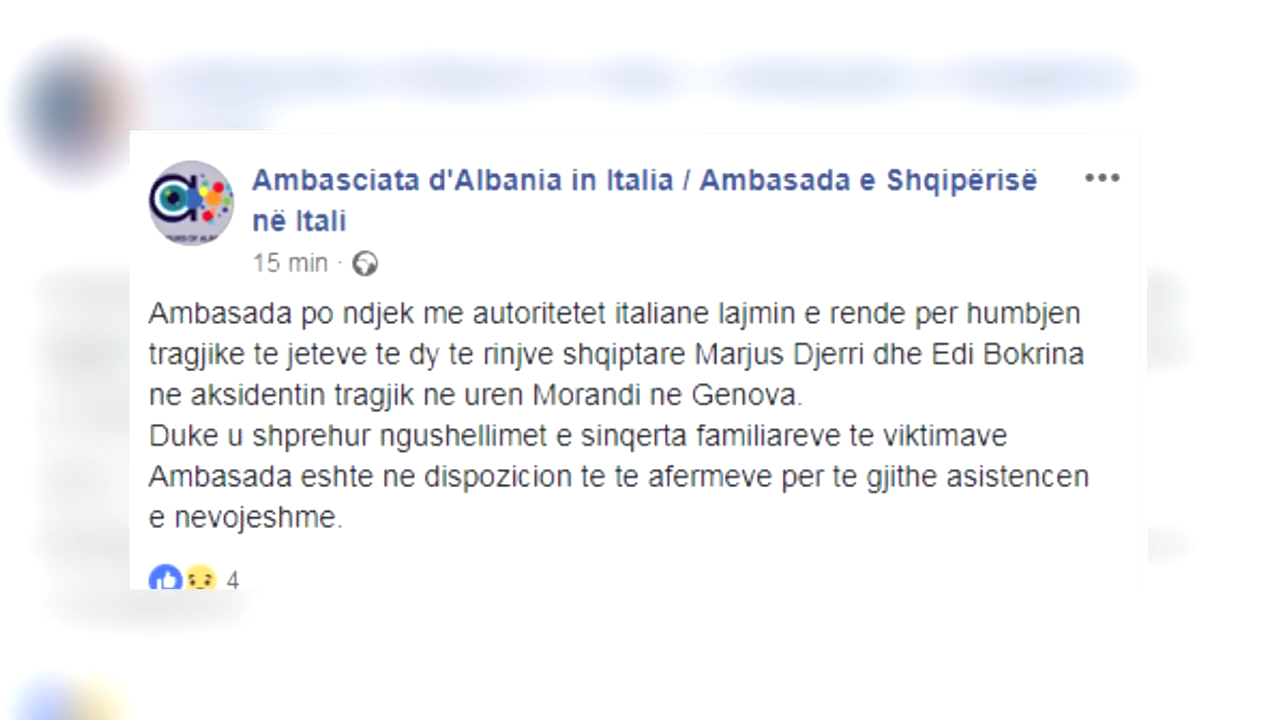 Ambasciata d'Albania in Italia / Ambasada e Shqipërisë
në Itali
15 min ·
Ambasada po ndjek me autoritetet italiane lajmin e rende per humbjen
tragjike te jeteve te dy te rinjve shqiptare Marjus Djerri dhe Edi Bokrina
ne aksidentin tragjik ne uren Morandi ne Genova.
Duke u shprehur ngushellimet e sinqerta familiareve te viktimave
Ambasada eshte ne dispozicion te te afermeve per te gjithe asistencen
e nevojeshme.
4